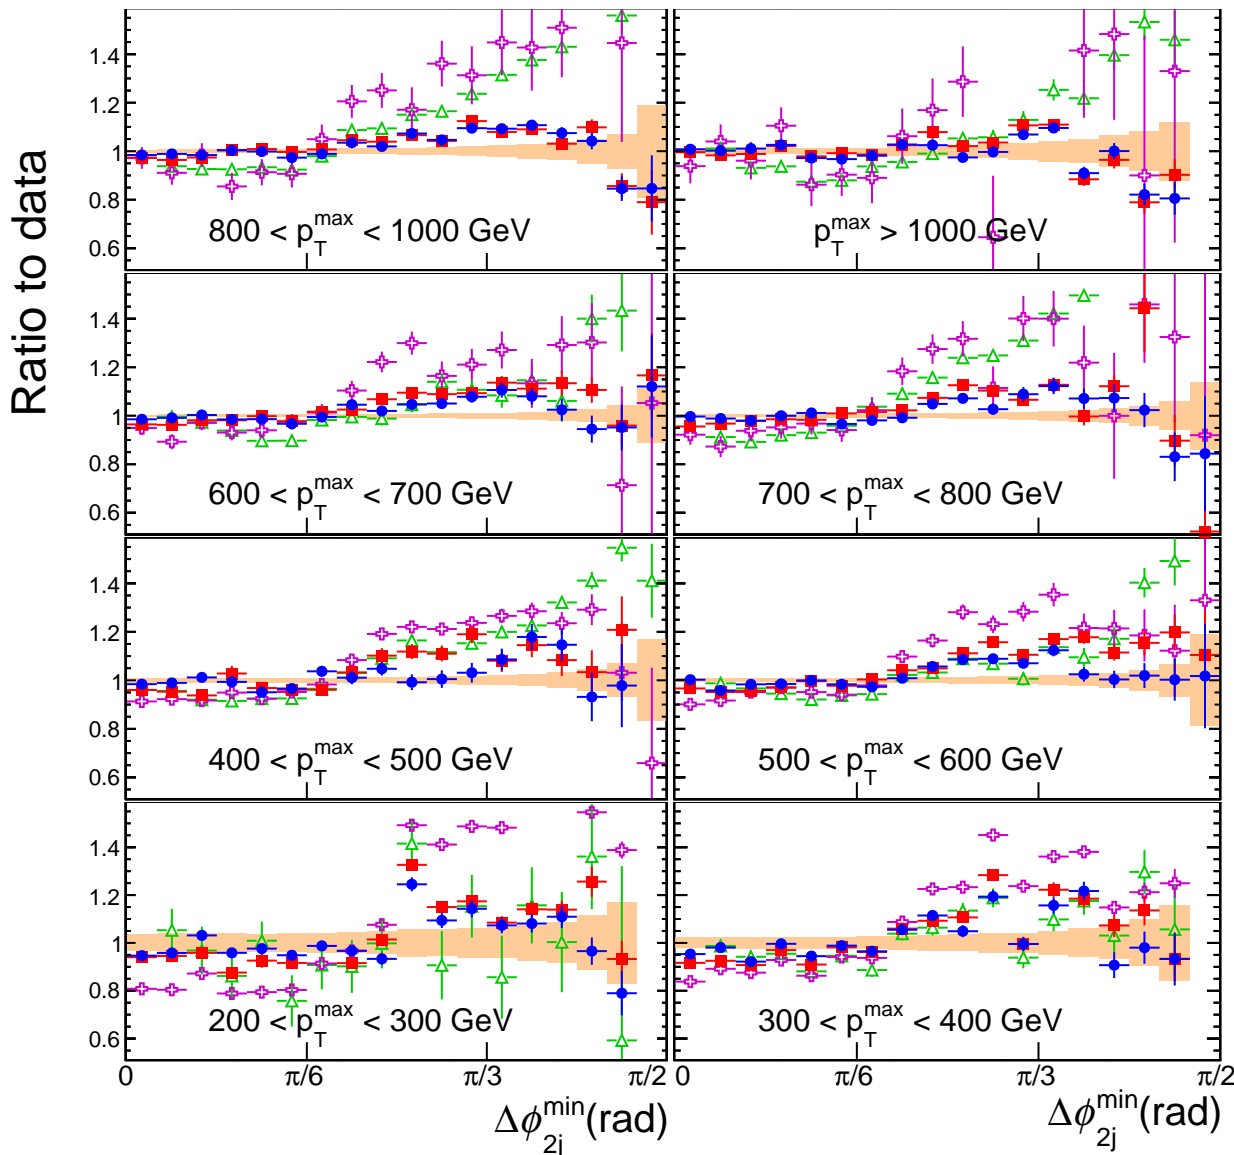 Ratio to data
1.4
1.2
1
0.8
0.6
800 < p_T^max < 1000 GeV
p_T^max > 1000 GeV
1.4
1.2
1
0.8
0.6
600 < p_T^max < 700 GeV
700 < p_T^max < 800 GeV
1.4
1.2
1
0.8
0.6
400 < p_T^max < 500 GeV
500 < p_T^max < 600 GeV
1.4
1.2
1
0.8
0.6
200 < p_T^max < 300 GeV
300 < p_T^max < 400 GeV
0 π/6 π/3 π/2 0 π/6 π/3 π/2
Δϕ_2j^min(rad) Δϕ_2j^min(rad)